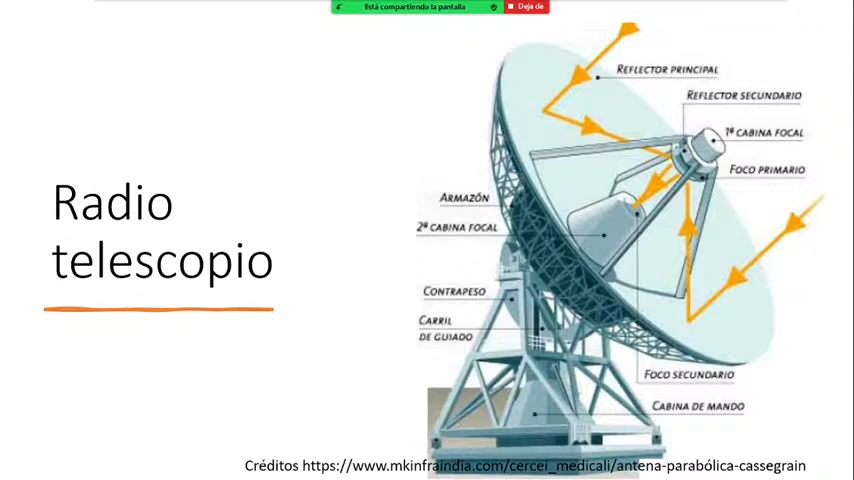 Está compartiendo la pantalla
Deja de
Radio
telescopio
REFLECTOR PRINCIPAL
REFLECTOR SECUNDARIO
1ª CABINA FOCAL
FOCO PRIMARIO
ARMAZÓN
2ª CABINA FOCAL
CONTRAPESO
CARRIL
DE GUIADO
FOCO SECUNDARIO
CABINA DE MANDO
Créditos https://www.mkinfraindia.com/cercei_medicali/antena-parabólica-cassegrain